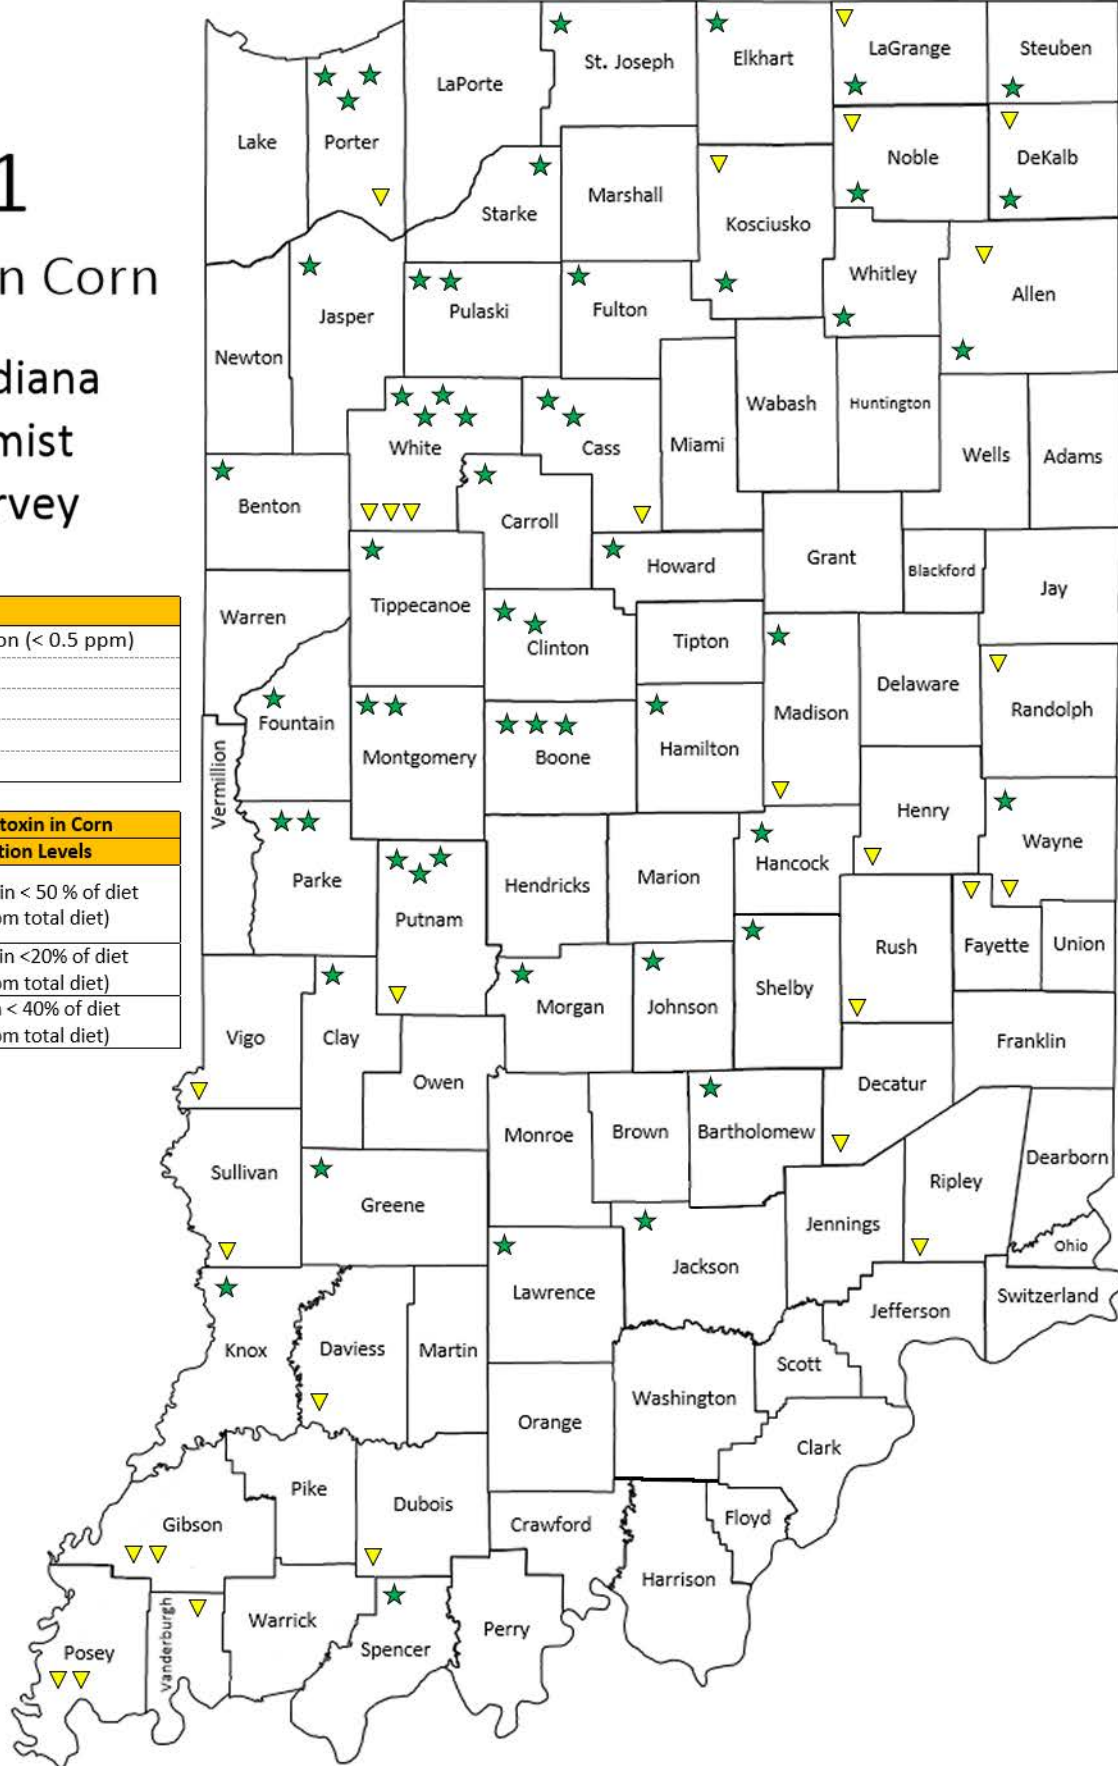 1
n Corn
diana
mist
rvey
on (< 0.5 ppm)
toxin in Corn
tion Levels
in < 50 % of diet
om total diet)
in <20% of diet
om total diet)
n < 40% of diet
om total diet)
St. Joseph
Elkhart
LaGrange
Steuben
LaPorte
Lake
Porter
Noble
DeKalb
Starke
Marshall
Kosciusko
Whitley
Allen
Jasper
Pulaski
Fulton
Newton
White
Cass
Miami
Wabash
Huntington
Wells
Adams
Benton
Carroll
Howard
Grant
Blackford
Jay
Warren
Tippecanoe
Clinton
Tipton
Madison
Delaware
Randolph
Fountain
Montgomery
Boone
Hamilton
Vermillion
Henry
Wayne
Parke
Putnam
Hendricks
Marion
Hancock
Rush
Fayette
Union
Vigo
Clay
Morgan
Johnson
Shelby
Franklin
Owen
Decatur
Monroe
Brown
Bartholomew
Dearborn
Sullivan
Greene
Ripley
Jennings
Ohio
Lawrence
Jackson
Switzerland
Jefferson
Knox
Daviess
Martin
Scott
Washington
Orange
Clark
Pike
Dubois
Gibson
Crawford
Floyd
Harrison
Posey
Vanderburgh
Warrick
Spencer
Perry